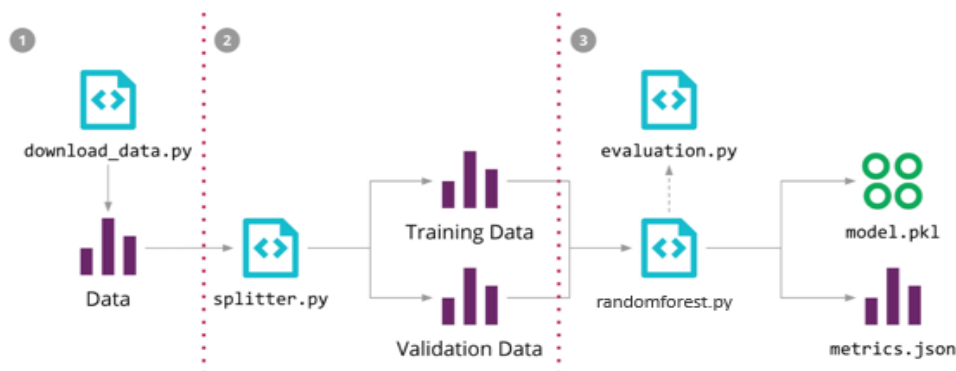 1
2
3
download_data.py
evaluation.py
Training Data
model.pkl
Data
splitter.py
randomforest.py
Validation Data
metrics.json